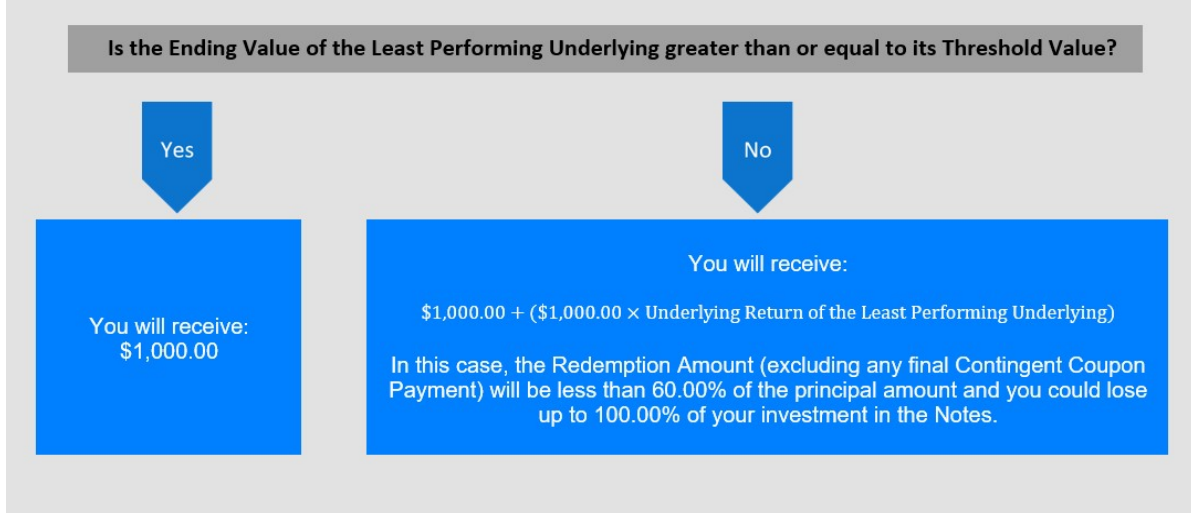 Is the Ending Value of the Least Performing Underlying greater than or equal to its Threshold Value?
Yes
No
You will receive:
$1,000.00
You will receive:
$1,000.00 + ($1,000.00 × Underlying Return of the Least Performing Underlying)
In this case, the Redemption Amount (excluding any final Contingent Coupon
Payment) will be less than 60.00% of the principal amount and you could lose
up to 100.00% of your investment in the Notes.